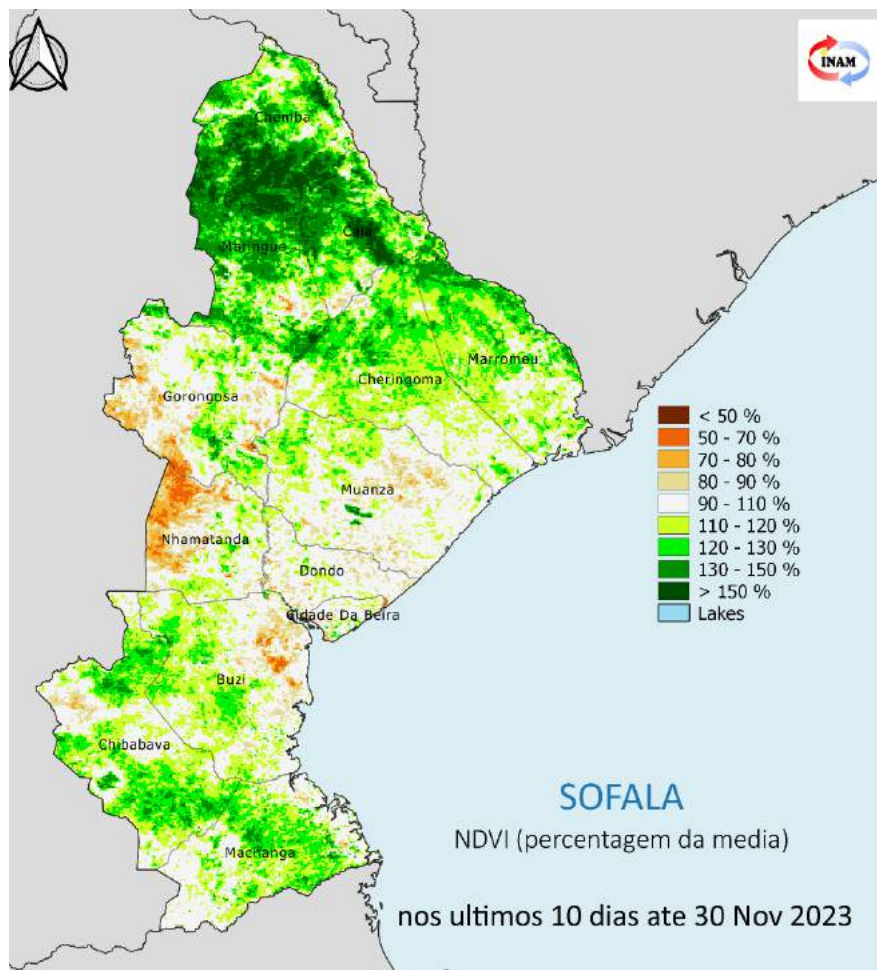 INAM
Chemba
Caia
Maringue
Marromeu
Cheringoma
Gorongosa
Muanza
Nhamatanda
Dondo
Cidade Da Beira
Buzi
Chibabava
Machanga
< 50 %
50 - 70 %
70 - 80 %
80 - 90 %
90 - 110 %
110 - 120 %
120 - 130 %
130 - 150 %
> 150 %
Lakes
SOFALA
NDVI (percentagem da media)
nos ultimos 10 dias ate 30 Nov 2023